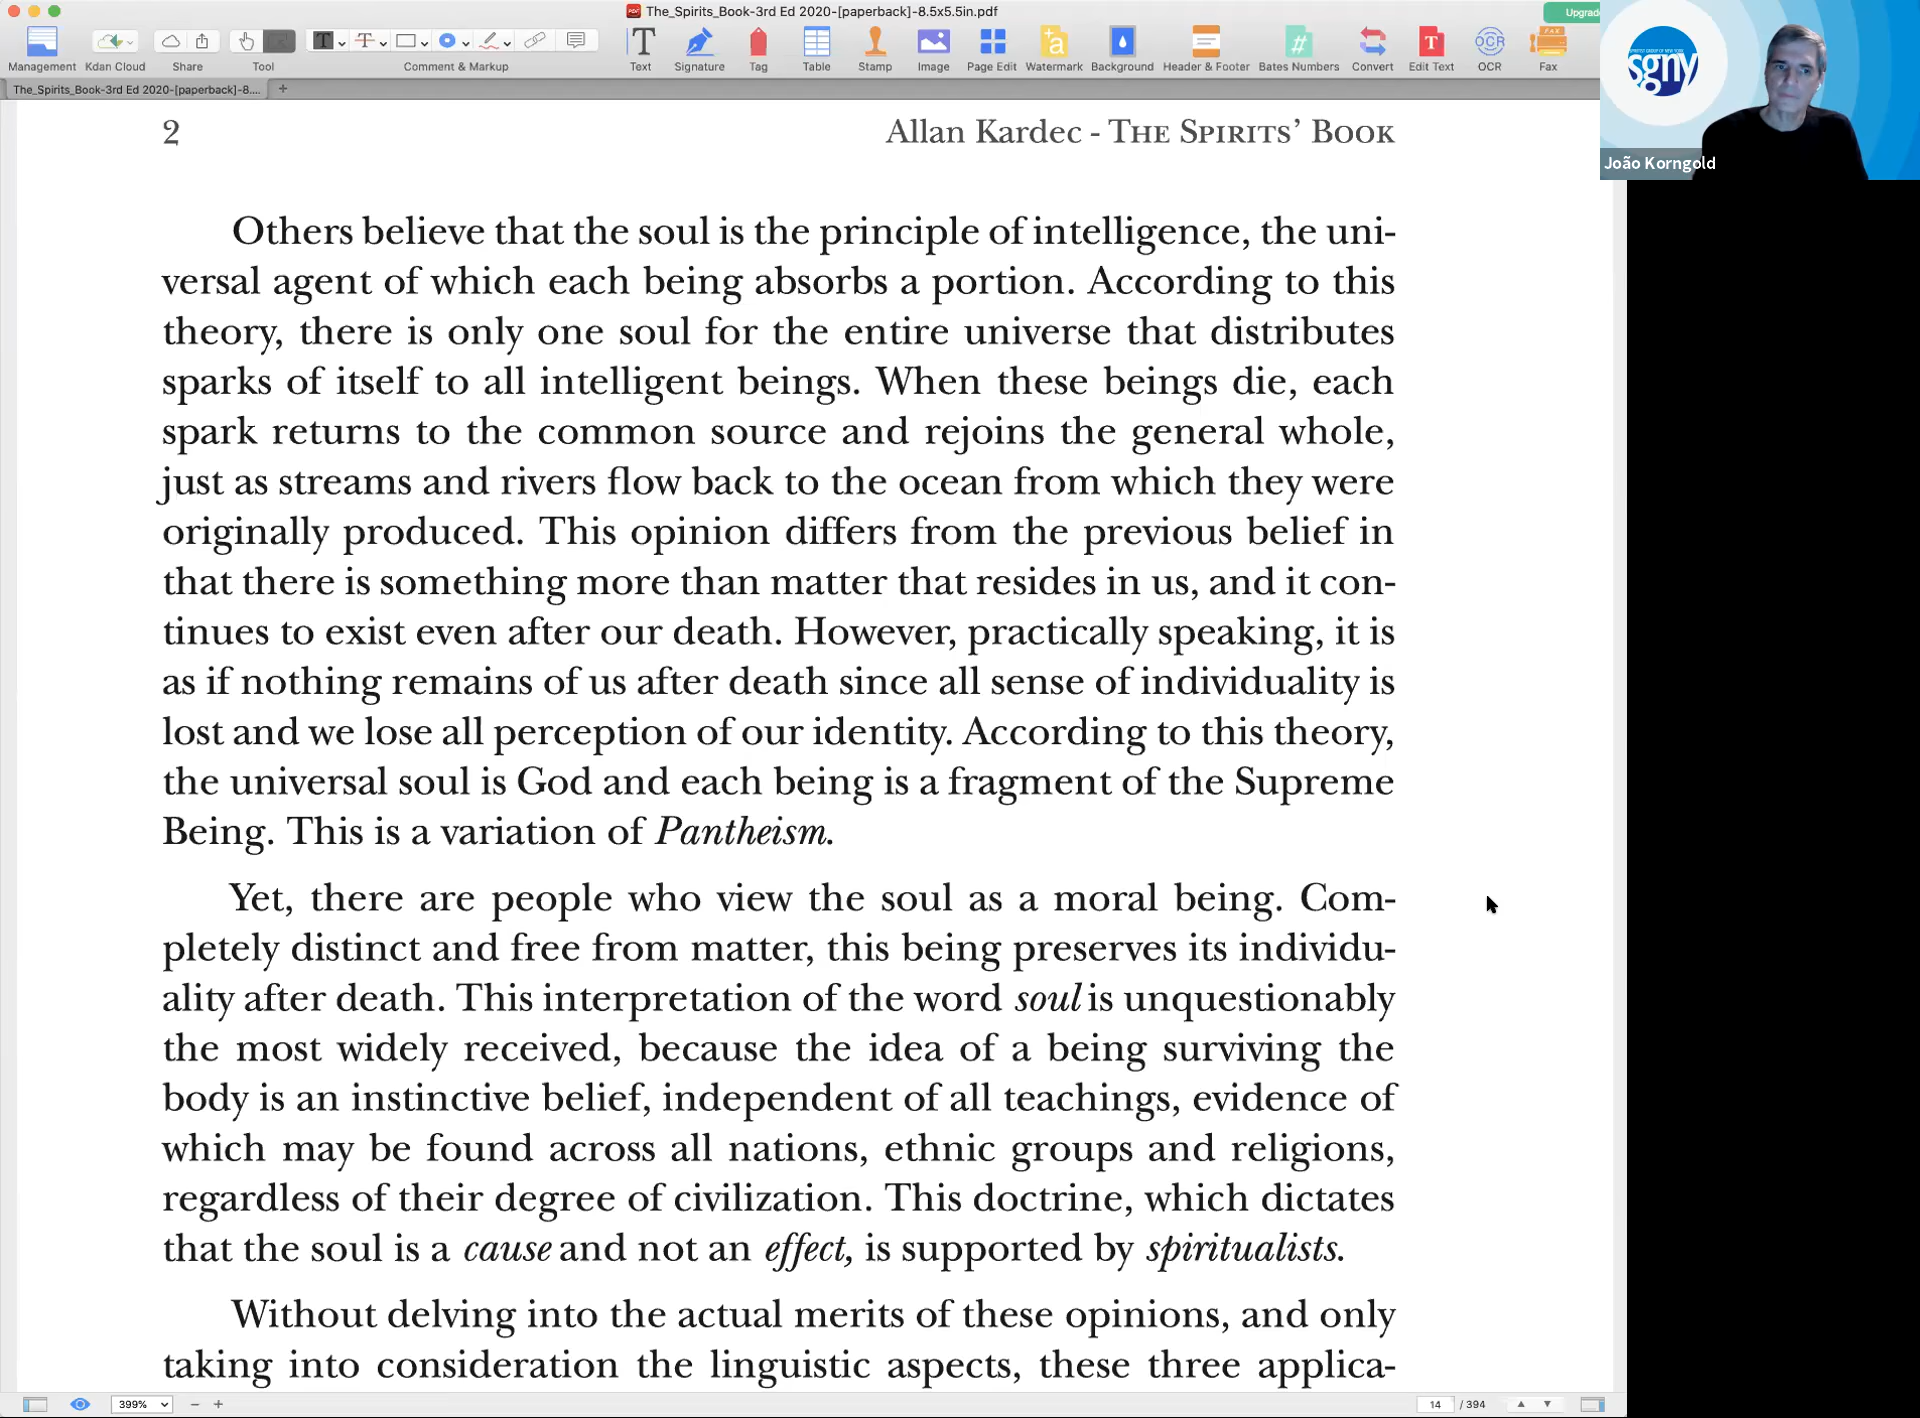 The_Spirits_Book-3rd Ed 2020-[paperback]-8.5x5.5in.pdf
Upgrade
Management Kdan Cloud Share Tool Comment & Markup Text Signature Tag Table Stamp Image Page Edit Watermark Background Header & Footer Bates Numbers Convert Edit Text OCR Fax
The_Spirits_Book-3rd Ed 2020-[paperback]-8....
sgny
João Korngold
2 Allan Kardec - THE SPIRITS’ BOOK
Others believe that the soul is the principle of intelligence, the uni-
versal agent of which each being absorbs a portion. According to this
theory, there is only one soul for the entire universe that distributes
sparks of itself to all intelligent beings. When these beings die, each
spark returns to the common source and rejoins the general whole,
just as streams and rivers flow back to the ocean from which they were
originally produced. This opinion differs from the previous belief in
that there is something more than matter that resides in us, and it con-
tinues to exist even after our death. However, practically speaking, it is
as if nothing remains of us after death since all sense of individuality is
lost and we lose all perception of our identity. According to this theory,
the universal soul is God and each being is a fragment of the Supreme
Being. This is a variation of Pantheism.
Yet, there are people who view the soul as a moral being. Com-
pletely distinct and free from matter, this being preserves its individu-
ality after death. This interpretation of the word soul is unquestionably
the most widely received, because the idea of a being surviving the
body is an instinctive belief, independent of all teachings, evidence of
which may be found across all nations, ethnic groups and religions,
regardless of their degree of civilization. This doctrine, which dictates
that the soul is a cause and not an effect, is supported by spiritualists.
Without delving into the actual merits of these opinions, and only
taking into consideration the linguistic aspects, these three applica-
399% 14 / 394